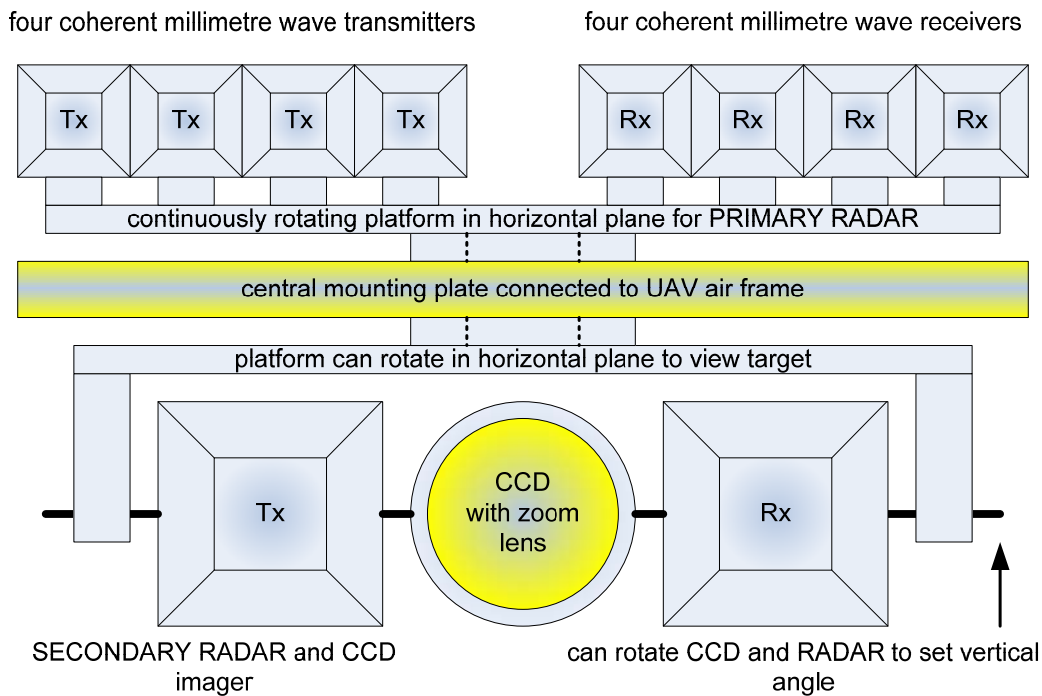 four coherent millimetre wave transmitters
four coherent millimetre wave receivers
Tx Tx Tx Tx
Rx Rx Rx Rx
continuously rotating platform in horizontal plane for PRIMARY RADAR
central mounting plate connected to UAV air frame
platform can rotate in horizontal plane to view target
Tx
CCD
with zoom
lens
Rx
SECONDARY RADAR and CCD
imager
can rotate CCD and RADAR to set vertical
angle